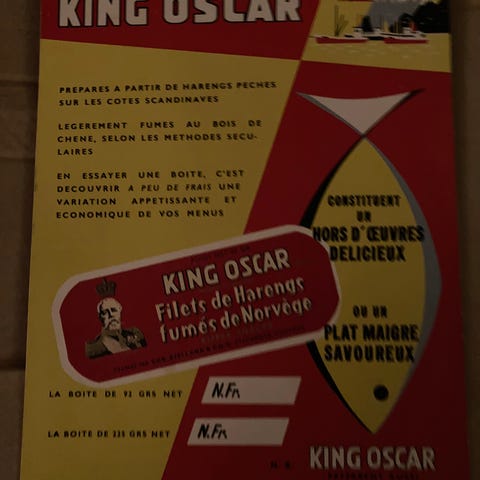 KING OSCAR
PREPARES A PARTIR DE HARENGS PECHES
SUR LES COTES SCANDINAVES
LEGEREMENT FUMES AU BOIS DE
CHENE, SELON LES METHODES SECU-
LAIRES
EN ESSAYER UNE BOITE, C'EST
DECOUVRIR A PEU DE FRAIS UNE
VARIATION APPETISSANTE ET
ECONOMIQUE DE VOS MENUS
CONSTITUENT
UN
HORS D'ŒUVRES
DELICIEUX
OU UN
PLAT MAIGRE
SAVOUREUX
KING OSCAR
Filets de Harengs
fumés de Norvège
LA BOITE DE 92 GRS NET
N.Fn
LA BOITE DE 225 GRS NET
N.Fn
KING OSCAR